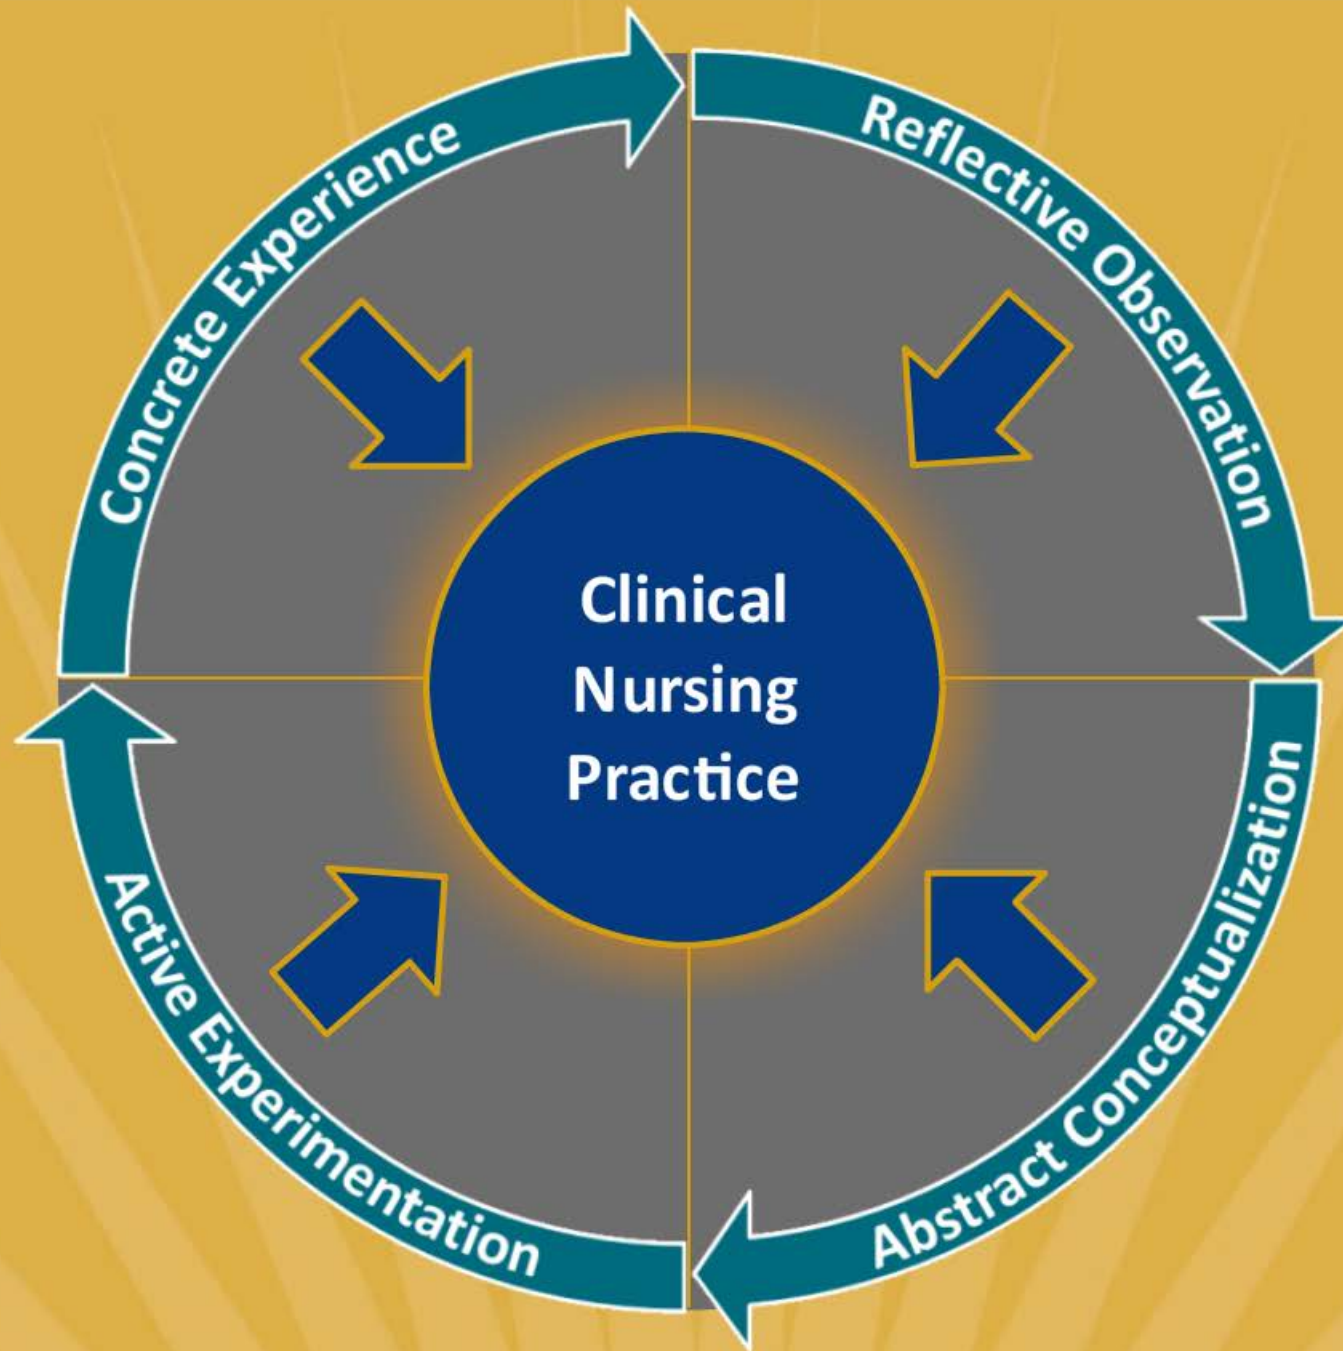 Concrete Experience
Reflective Observation
Clinical
Nursing
Practice
Active Experimentation
Abstract Conceptualization